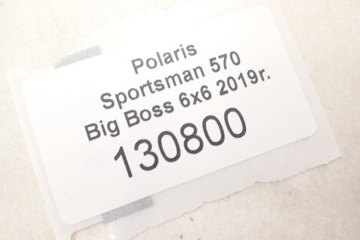 Polaris
Sportsman 570
Big Boss 6x6 2019r.
130800